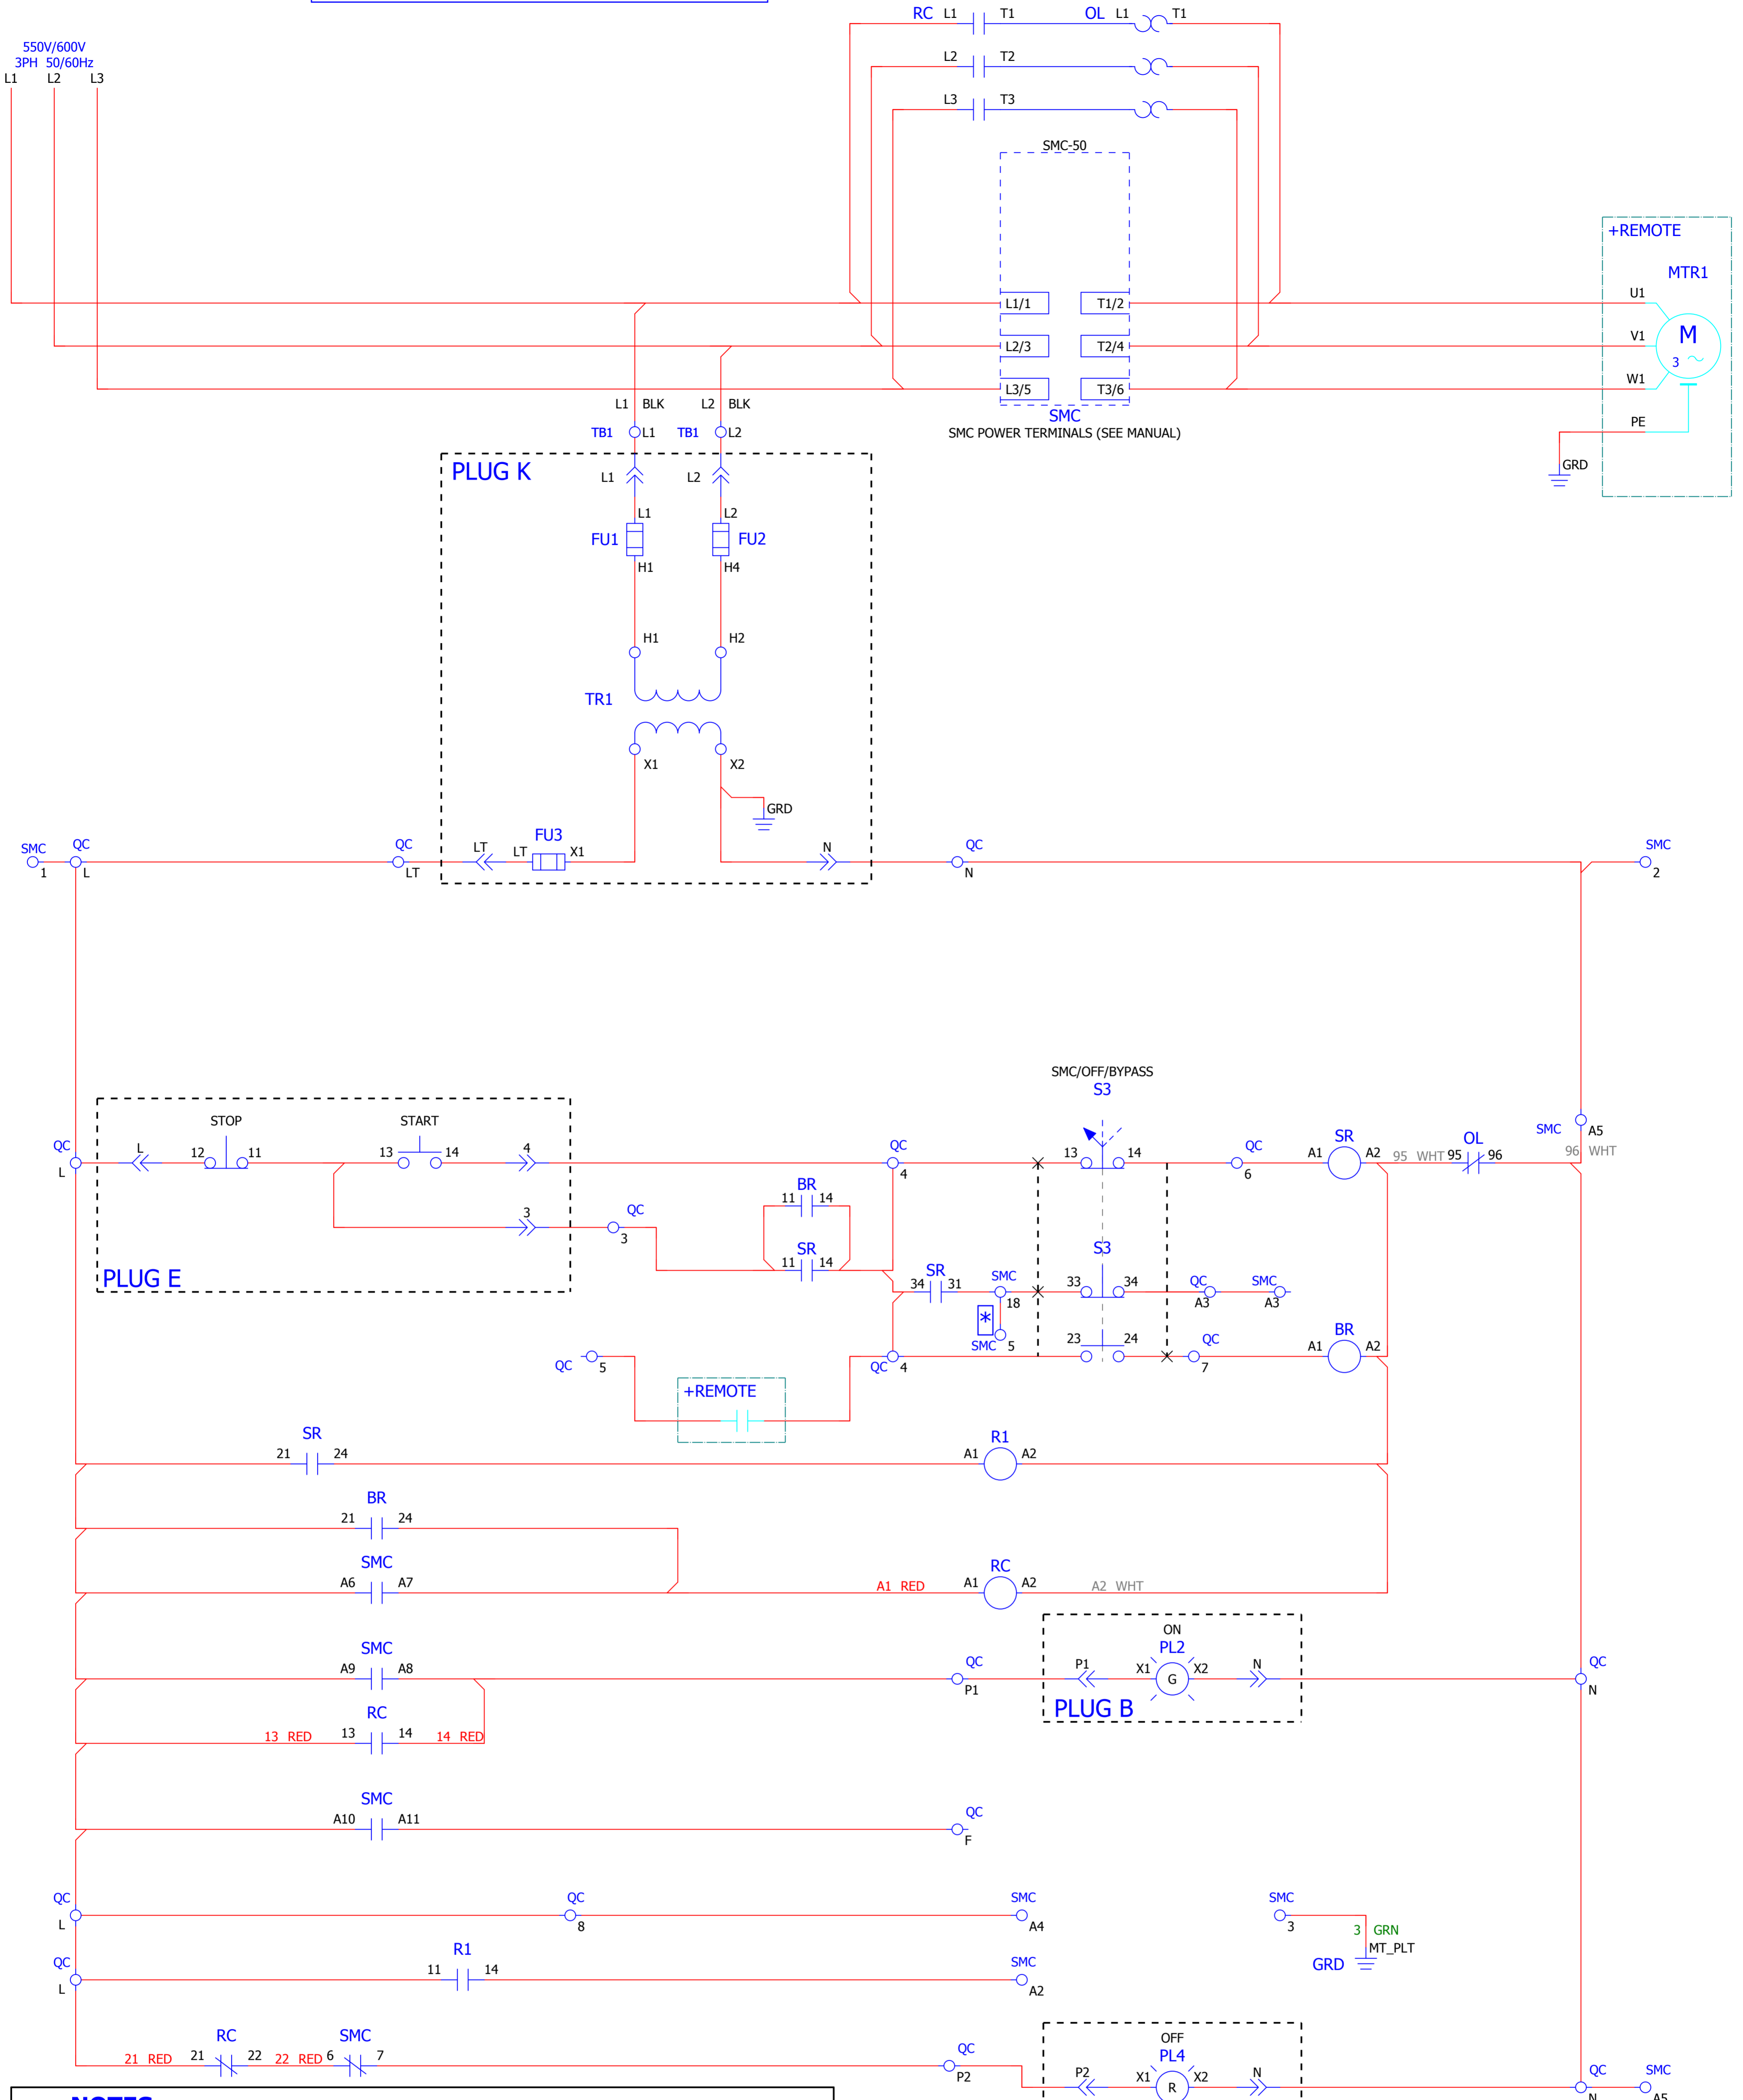 RC L1 T1 OL L1 T1
550V/600V
3PH 50/60Hz
L1 L2 L3
L2 T2
L3 T3
SMC-50
+REMOTE
MTR1
L1/1 T1/2 U1
L2/3 T2/4 V1
M
3
L3/5 T3/6 W1
L1 BLK L2 BLK
SMC
SMC POWER TERMINALS (SEE MANUAL)
PE
TB1 L1 TB1 L2
GRD
PLUG K
L1 L2
L1 L2
FU1 FU2
H1 H4
H1 H2
TR1
X1 X2
GRD
SMC QC QC LT LT FU3 X1 N QC SMC
1 L LT N 2
SMC/OFF/BYPASS
S3
STOP START
SMC A5
QC L 12 11 13 14 4 QC 13 14 QC SR A1 A2 95 WHT 95 OL 96 96 WHT
L 4 6
BR
11 14
3 QC
3
SR
11 14
S3
PLUG E
SR
34 31 SMC 33 34 QC SMC
18 A3 A3
*
SMC 5
23 24 QC BR A1 A2
QC 5 QC 4 7
+REMOTE
SR
21 24
R1
A1 A2
BR
21 24
SMC
A6 A7
A1 RED
RC
A1 A2
A2 WHT
ON
PL2
SMC
A9 A8
QC
P1
P1 X1 G X2 N
QC
N
PLUG B
RC
13 RED 13 14 14 RED
SMC
A10 A11
QC
F
QC QC SMC SMC
L 8 A4 3
3 GRN
MT_PLT
GRD
QC R1 SMC
11 14
L A2
OFF
PL4
RC SMC
21 RED 21 22 22 RED 6 7
QC
P2
P2 X1 R X2 N
QC SMC
N A5
NOTES